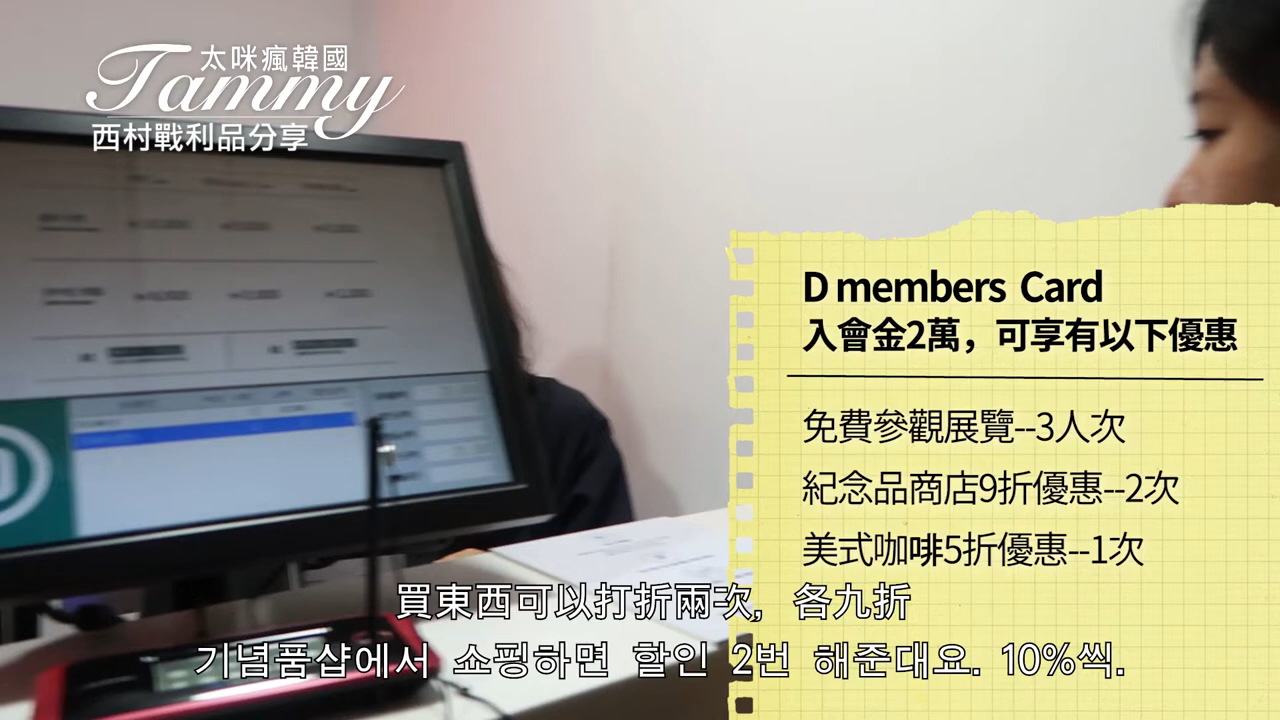 太咪瘋韓國
Tammy
西村戰利品分享
D members Card
入會金2萬，可享有以下優惠
免費參觀展覽--3人次
紀念品商店9折優惠--2次
美式咖啡5折優惠--1次
買東西可以打折兩次，各九折
기념품샵에서 쇼핑하면 할인 2번 해준대요. 10%씩.